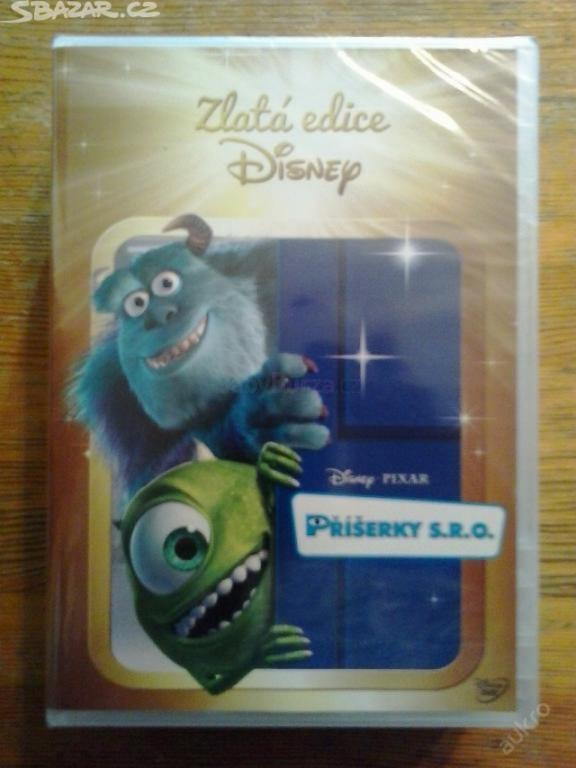 SBAZAR.CZ
Zlatá edice
Disney
Disney · PIXAR
PŘÍŠERKY S.R.O.
aukro